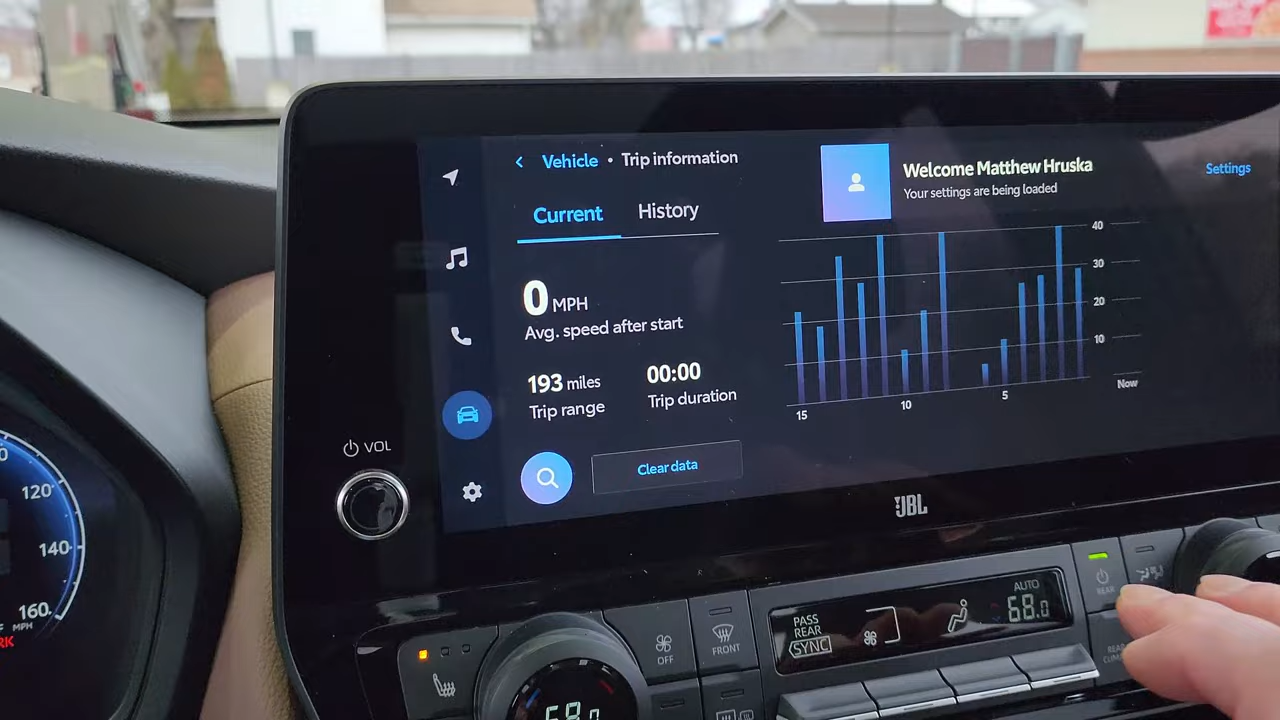 Vehicle • Trip information
Welcome Matthew Hruska
Your settings are being loaded
Settings
Current
History
0 MPH
Avg. speed after start
193 miles
Trip range
00:00
Trip duration
Clear data
40
30
20
10
Now
15
10
5
VOL
JBL
120
140
160
MPH
OFF
FRONT
PASS
REAR
SYNC
AUTO
68.0
REAR
68.0